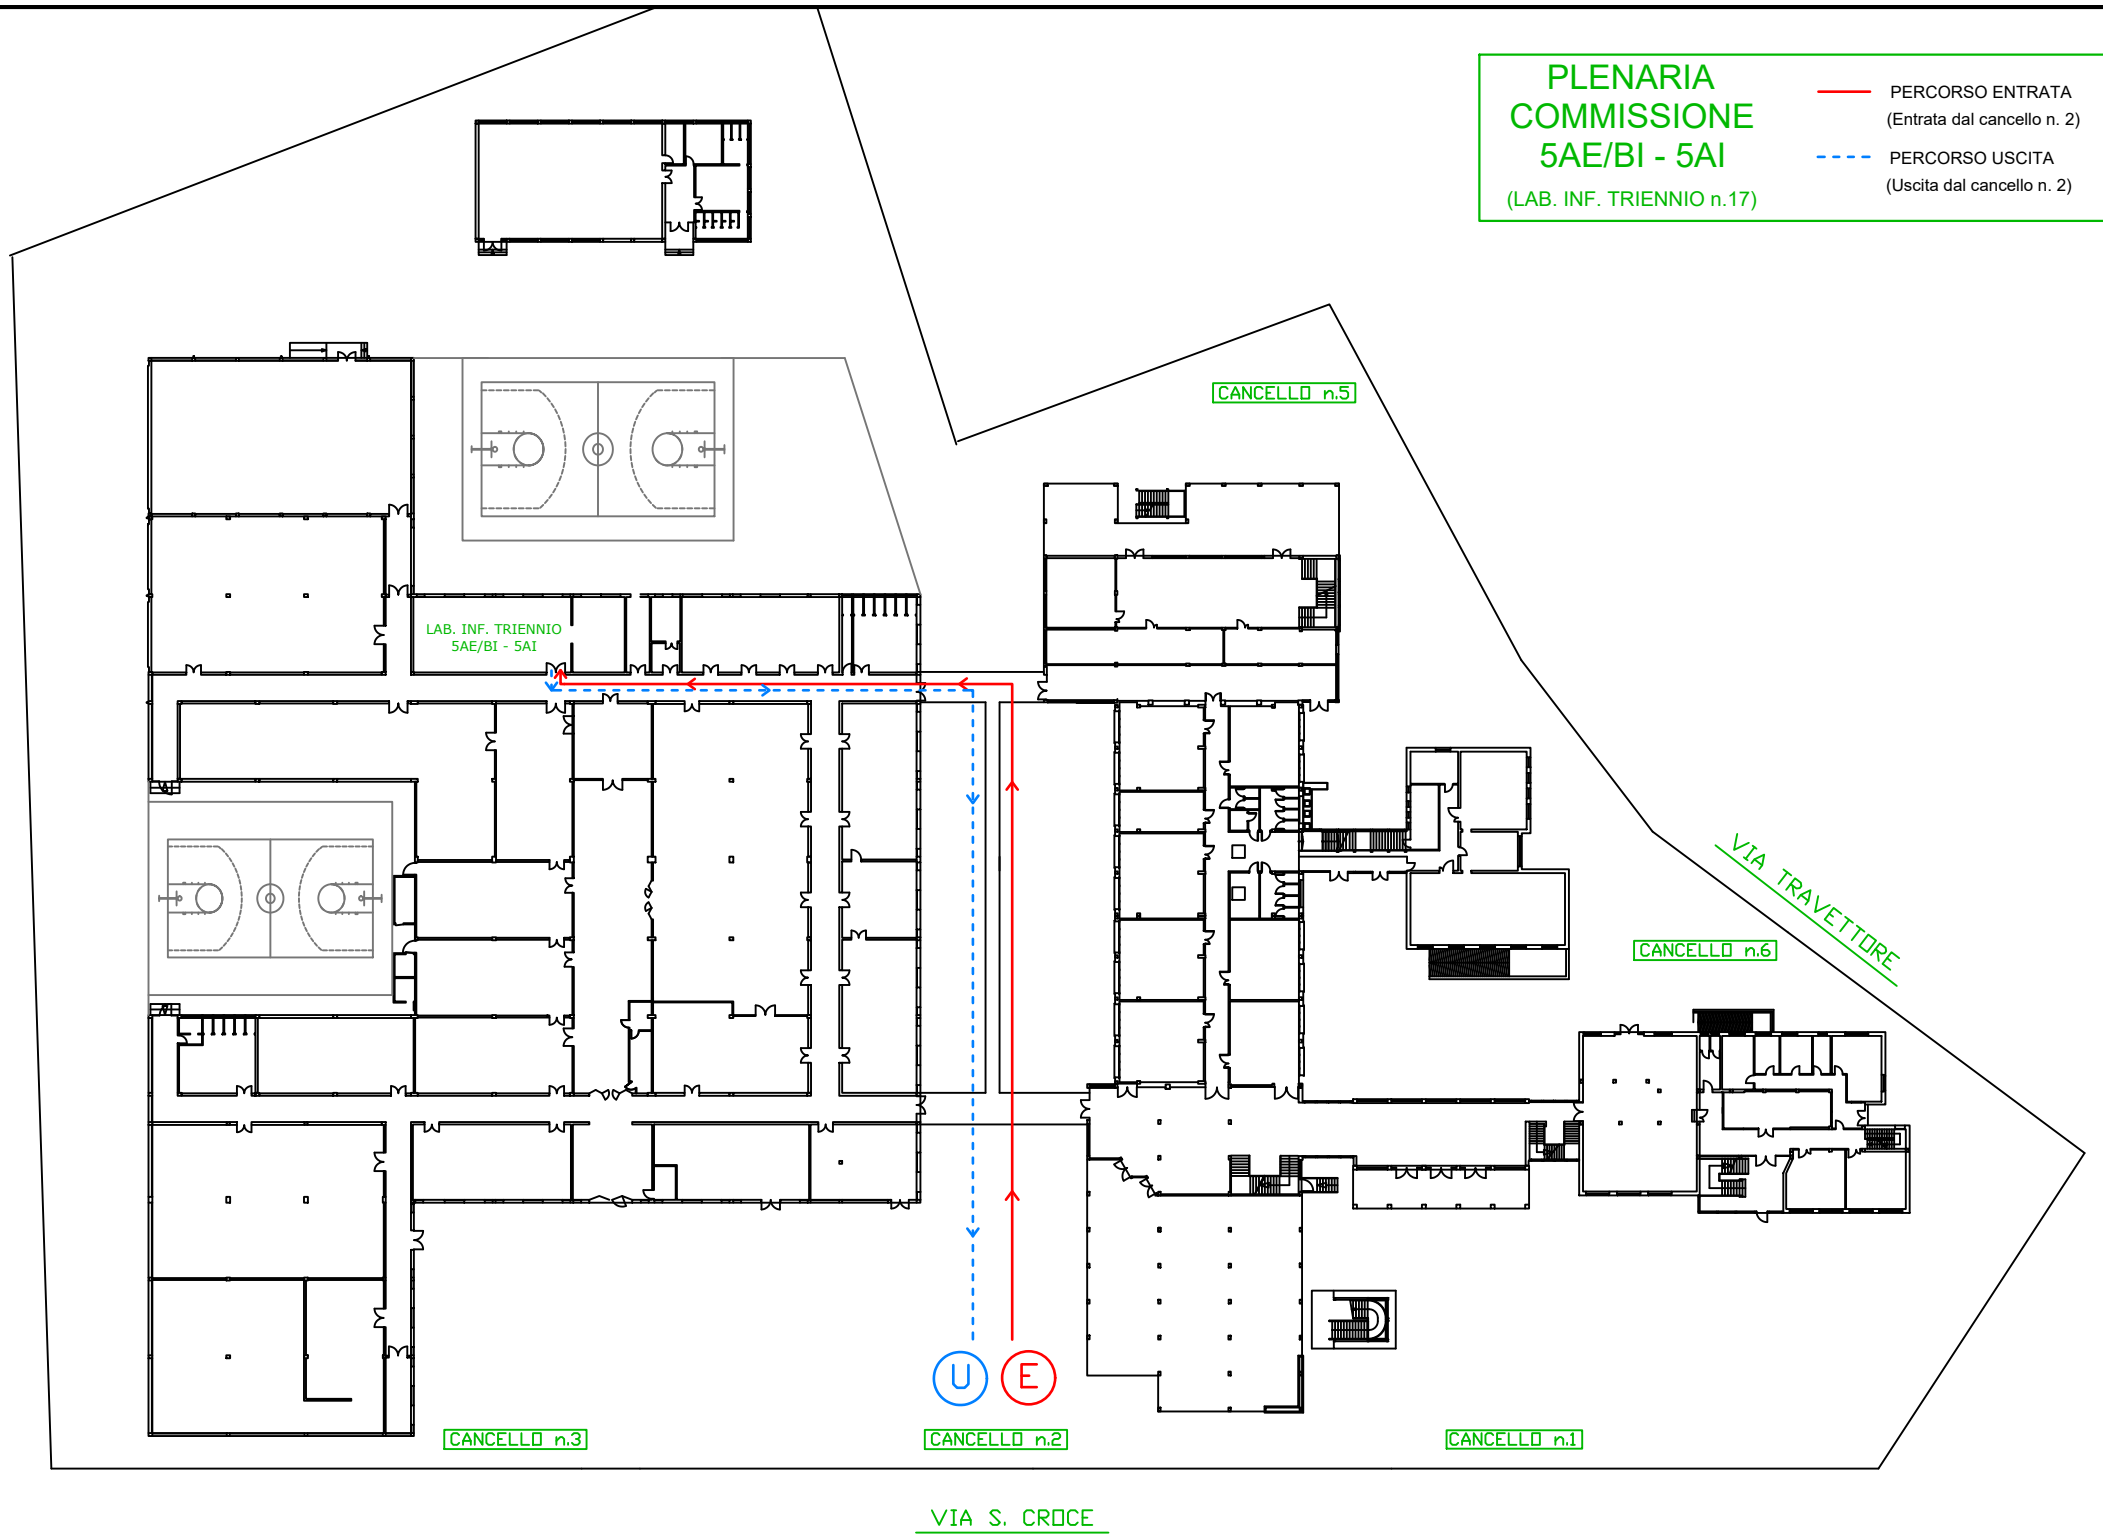 PLENARIA
COMMISSIONE
5AE/BI - 5AI
(LAB. INF. TRIENNIO n.17)
PERCORSO ENTRATA
(Entrata dal cancello n. 2)
PERCORSO USCITA
(Uscita dal cancello n. 2)
CANCELLO n.5
LAB. INF. TRIENNIO
5AE/BI - 5AI
VIA TRAVETTORE
CANCELLO n.6
U
E
CANCELLO n.3
CANCELLO n.2
CANCELLO n.1
VIA S. CROCE